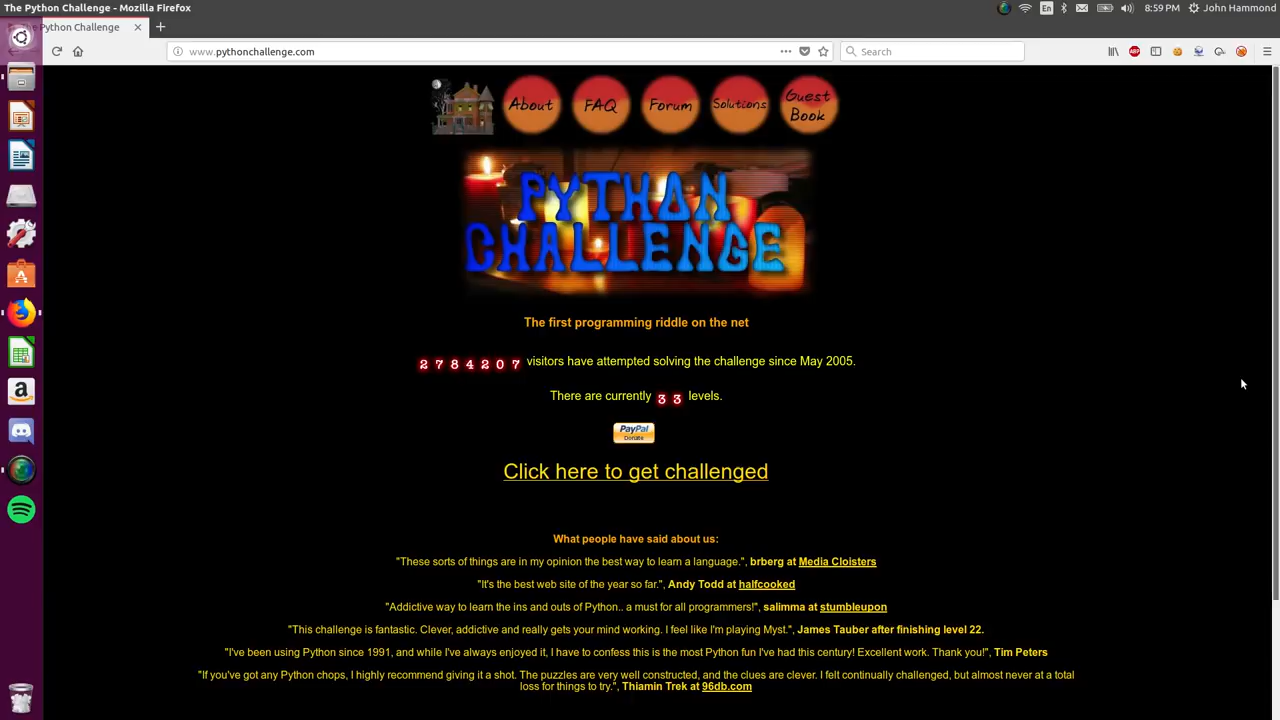 The Python Challenge - Mozilla Firefox
En
8:59 PM
John Hammond
The Python Challenge
www.pythonchallenge.com
Search
ABP
About
FAQ
Forum
Solutions
Guest Book
PYTHON
CHALLENGE
The first programming riddle on the net
2784207 visitors have attempted solving the challenge since May 2005.
There are currently 33 levels.
PayPal
Donate
Click here to get challenged
What people have said about us:
"These sorts of things are in my opinion the best way to learn a language.", brberg at Media Cloisters
"It's the best web site of the year so far.", Andy Todd at halfcooked
"Addictive way to learn the ins and outs of Python.. a must for all programmers!", salimma at stumbleupon
"This challenge is fantastic. Clever, addictive and really gets your mind working. I feel like I'm playing Myst.", James Tauber after finishing level 22.
"I've been using Python since 1991, and while I've always enjoyed it, I have to confess this is the most Python fun I've had this century! Excellent work. Thank you!", Tim Peters
"If you've got any Python chops, I highly recommend giving it a shot. The puzzles are very well constructed, and the clues are clever. I felt continually challenged, but almost never at a total
loss for things to try.", Thiamin Trek at 96db.com